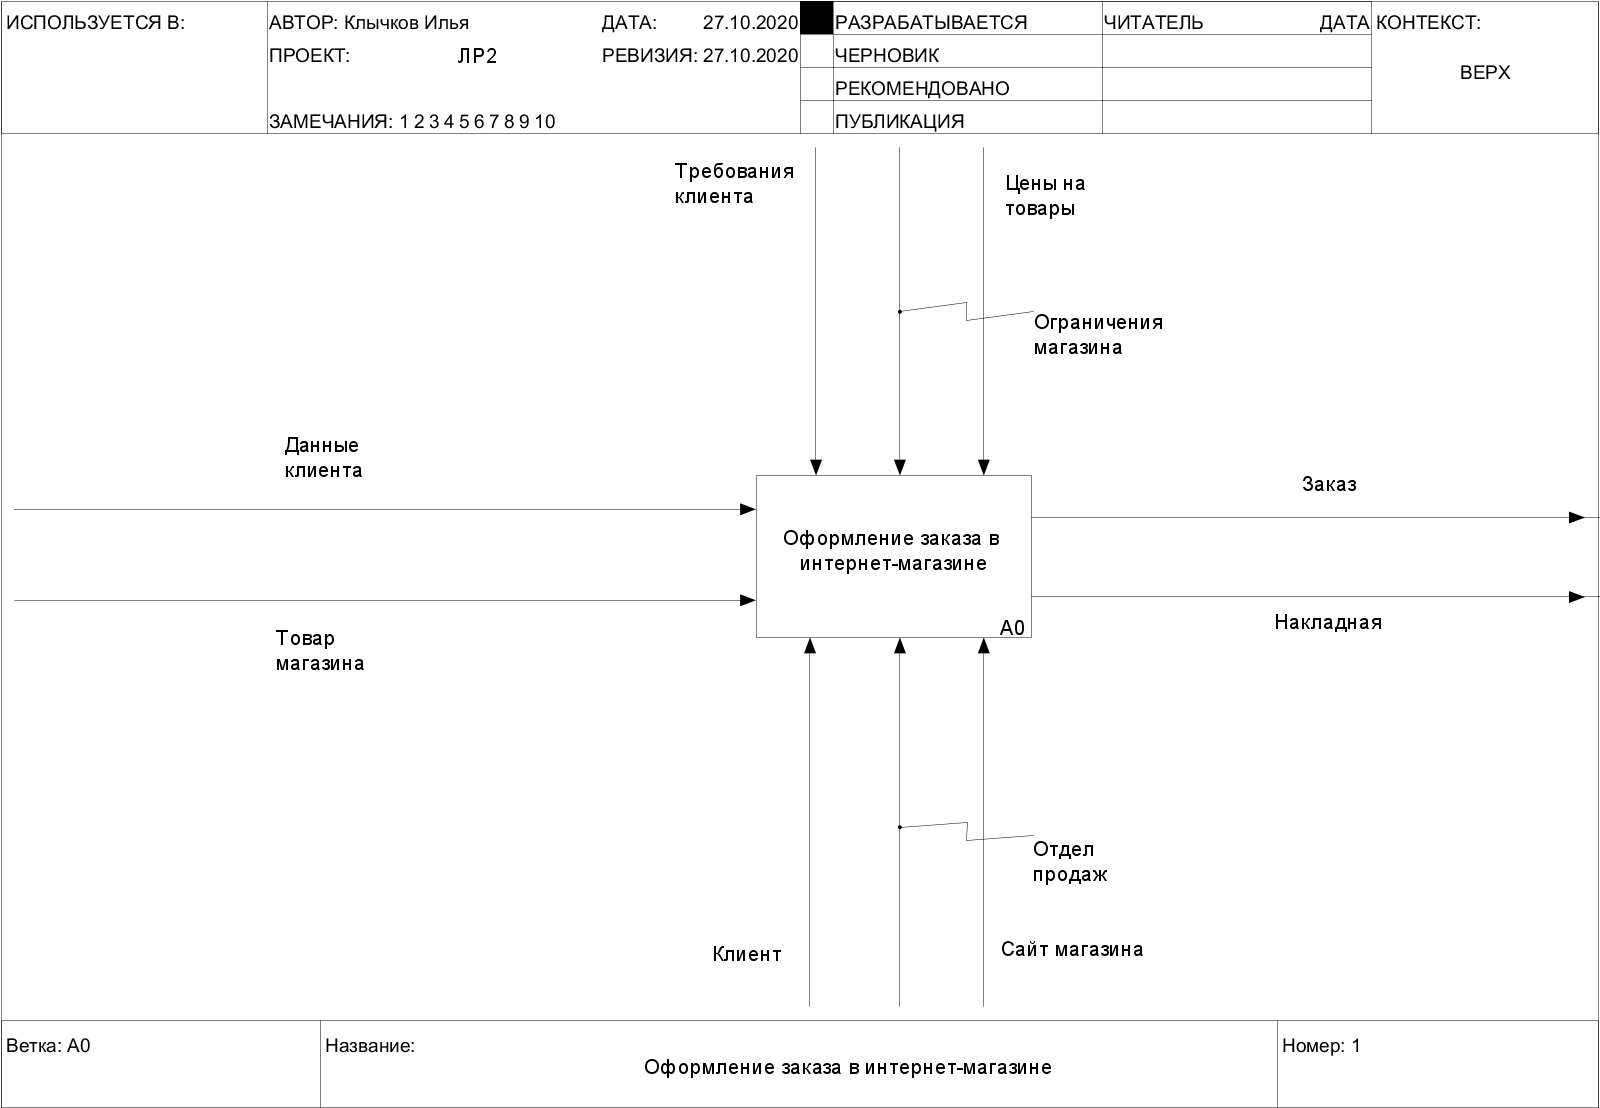 ИСПОЛЬЗУЕТСЯ В:
АВТОР: Клычков Илья
ДАТА: 27.10.2020
ПРОЕКТ: ЛР2
РЕВИЗИЯ: 27.10.2020
ЗАМЕЧАНИЯ: 1 2 3 4 5 6 7 8 9 10
РАЗРАБАТЫВАЕТСЯ
ЧЕРНОВИК
РЕКОМЕНДОВАНО
ПУБЛИКАЦИЯ
ЧИТАТЕЛЬ ДАТА
КОНТЕКСТ:
ВЕРХ
Требования
клиента
Цены на
товары
Ограничения
магазина
Данные
клиента
Товар
магазина
Оформление заказа в
интернет-магазине
A0
Заказ
Накладная
Отдел
продаж
Клиент
Сайт магазина
Ветка: A0
Название:
Оформление заказа в интернет-магазине
Номер: 1